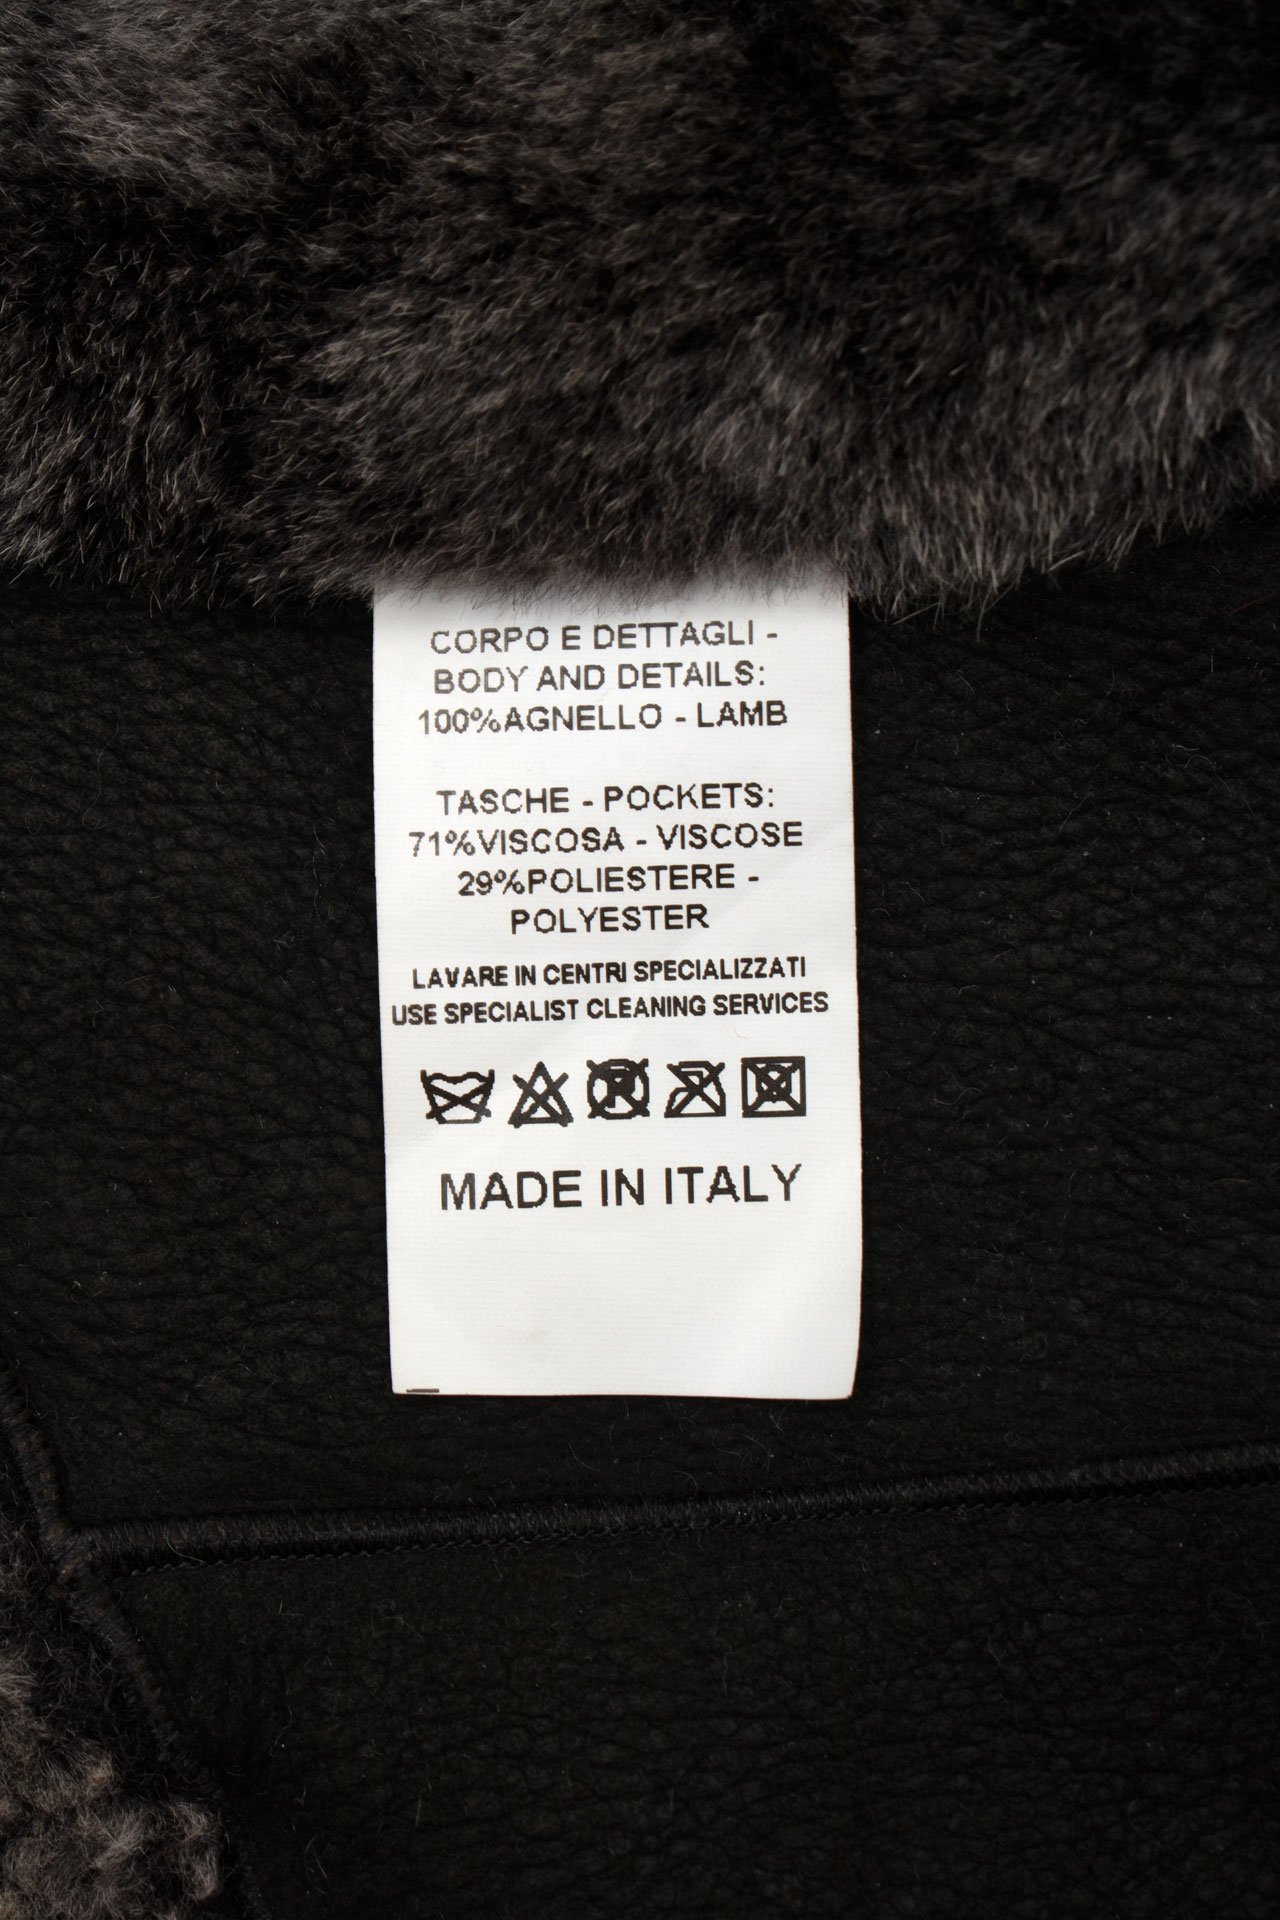 CORPO E DETTAGLI -
BODY AND DETAILS:
100%AGNELLO - LAMB
TASCHE - POCKETS:
71%VISCOSA - VISCOSE
29%POLIESTERE -
POLYESTER
LAVARE IN CENTRI SPECIALIZZATI
USE SPECIALIST CLEANING SERVICES
MADE IN ITALY